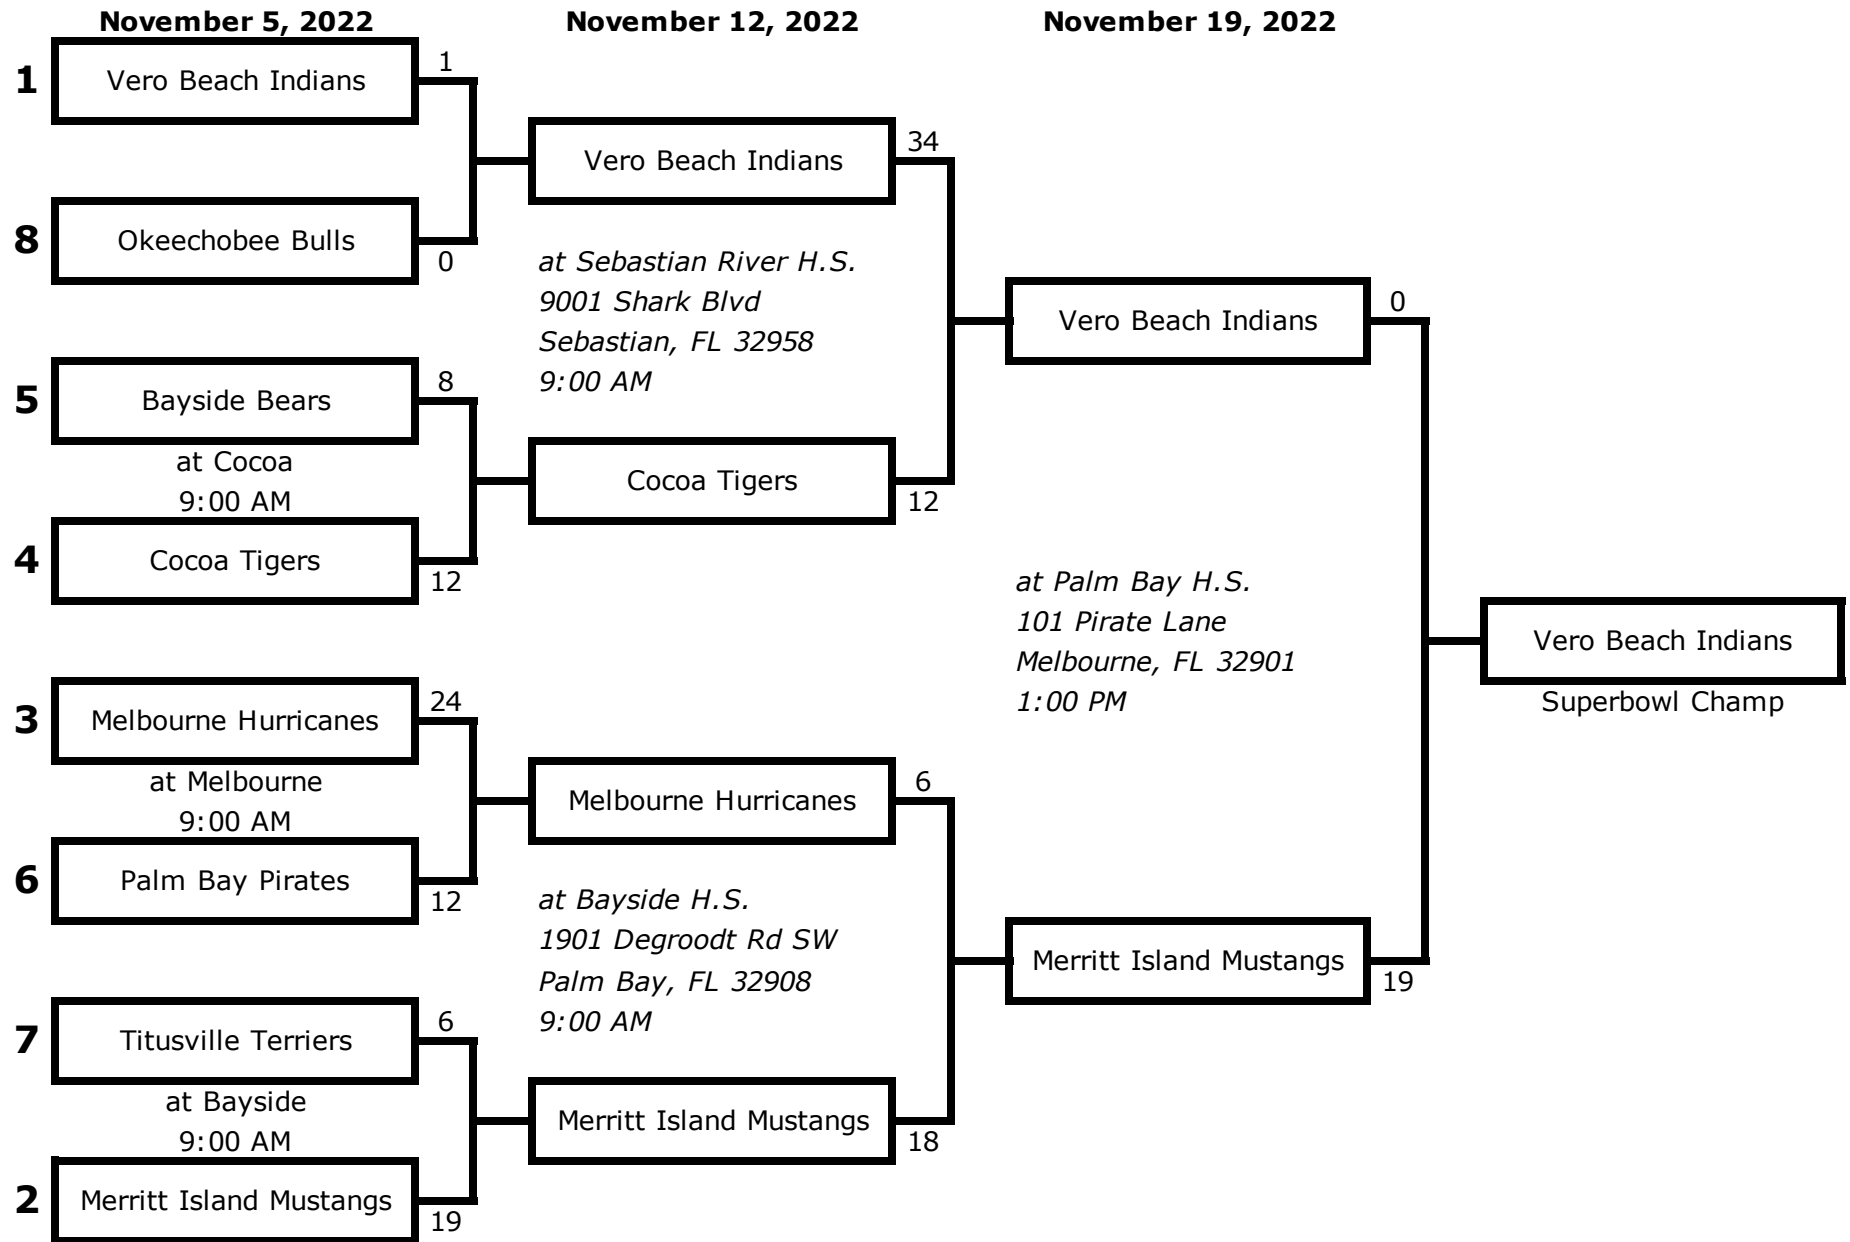 November 5, 2022
November 12, 2022
November 19, 2022
1
Vero Beach Indians
1
8
Okeechobee Bulls
0
5
Bayside Bears
8
at Cocoa
9:00 AM
4
Cocoa Tigers
12
3
Melbourne Hurricanes
24
at Melbourne
9:00 AM
6
Palm Bay Pirates
12
7
Titusville Terriers
6
at Bayside
9:00 AM
2
Merritt Island Mustangs
19
Vero Beach Indians
34
at Sebastian River H.S.
9001 Shark Blvd
Sebastian, FL 32958
9:00 AM
Cocoa Tigers
12
Melbourne Hurricanes
6
at Bayside H.S.
1901 Degroodt Rd SW
Palm Bay, FL 32908
9:00 AM
Merritt Island Mustangs
18
Vero Beach Indians
0
at Palm Bay H.S.
101 Pirate Lane
Melbourne, FL 32901
1:00 PM
Merritt Island Mustangs
19
Vero Beach Indians
Superbowl Champ